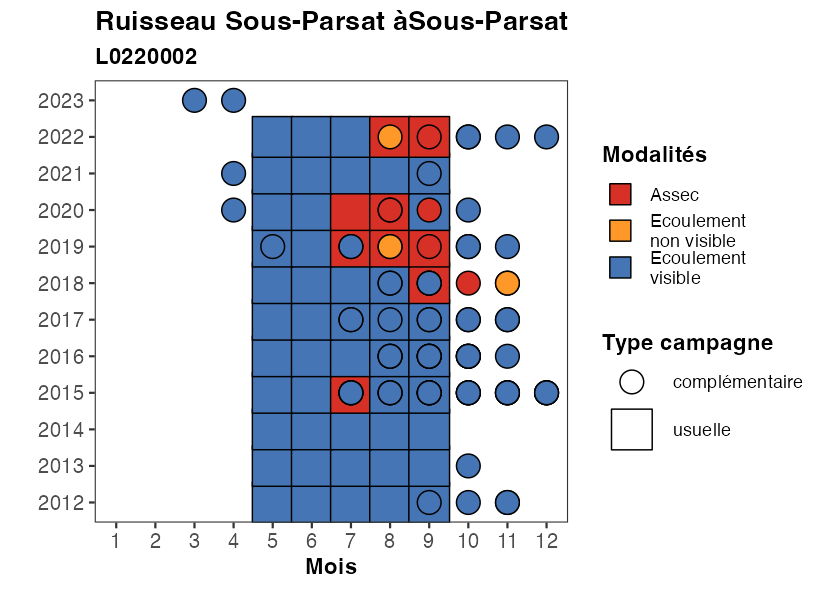 Ruisseau Sous-Parsat àSous-Parsat
L0220002
2023
2022
2021
2020
2019
2018
2017
2016
2015
2014
2013
2012
1 2 3 4 5 6 7 8 9 10 11 12
Mois
Modalités
Assec
Ecoulement
non visible
Ecoulement
visible
Type campagne
complémentaire
usuelle